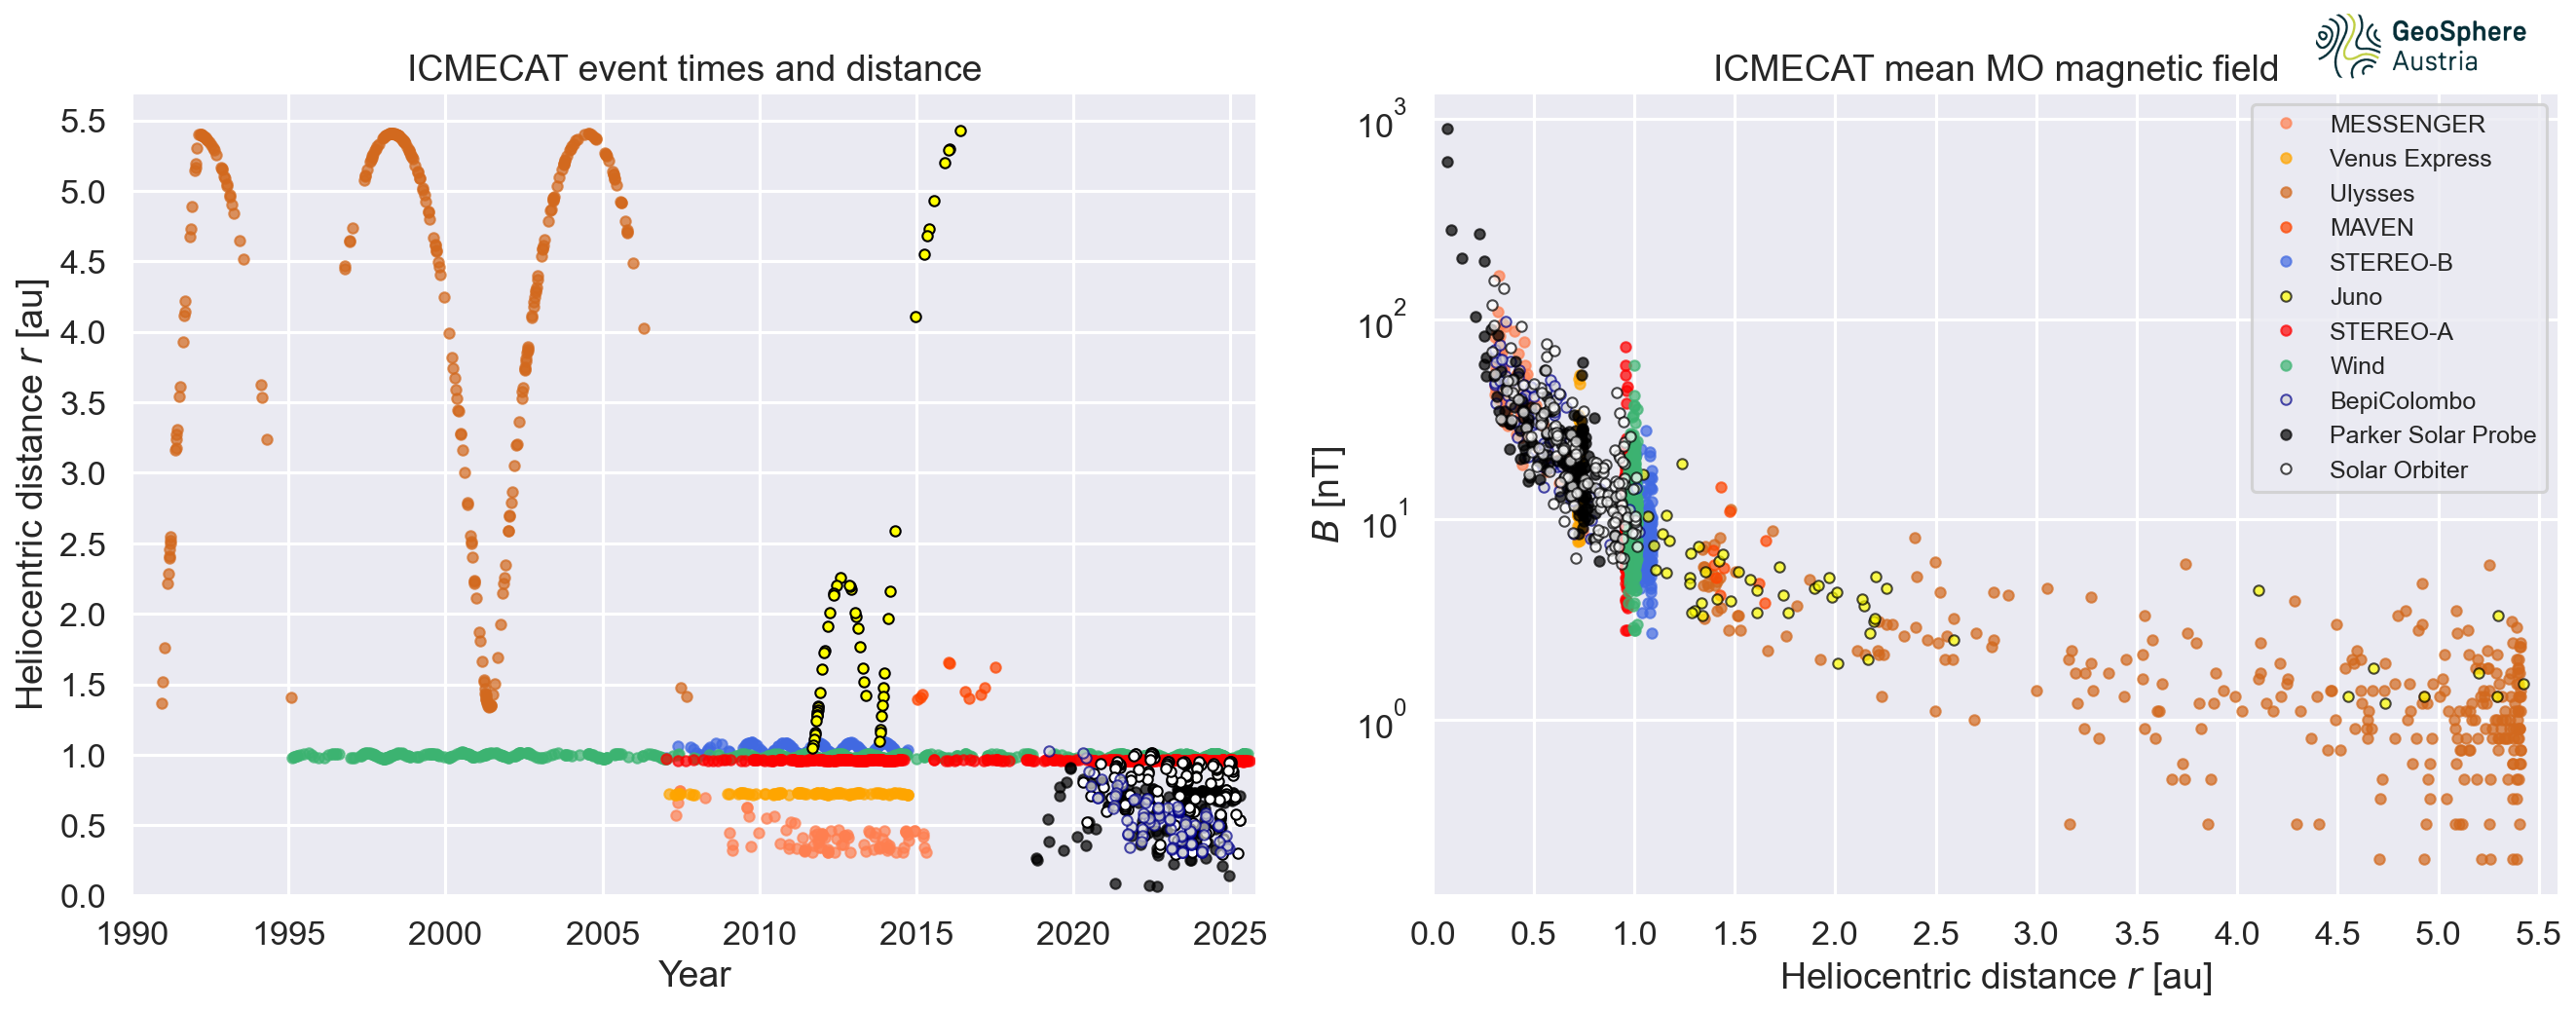 GeoSphere
Austria
ICMECAT event times and distance
5.5
5.0
4.5
4.0
3.5
3.0
2.5
2.0
1.5
1.0
0.5
0.0
Heliocentric distance r [au]
1990 1995 2000 2005 2010 2015 2020 2025
Year
ICMECAT mean MO magnetic field
10³
10²
10¹
10⁰
B [nT]
MESSENGER
Venus Express
Ulysses
MAVEN
STEREO-B
Juno
STEREO-A
Wind
BepiColombo
Parker Solar Probe
Solar Orbiter
0.0 0.5 1.0 1.5 2.0 2.5 3.0 3.5 4.0 4.5 5.0 5.5
Heliocentric distance r [au]